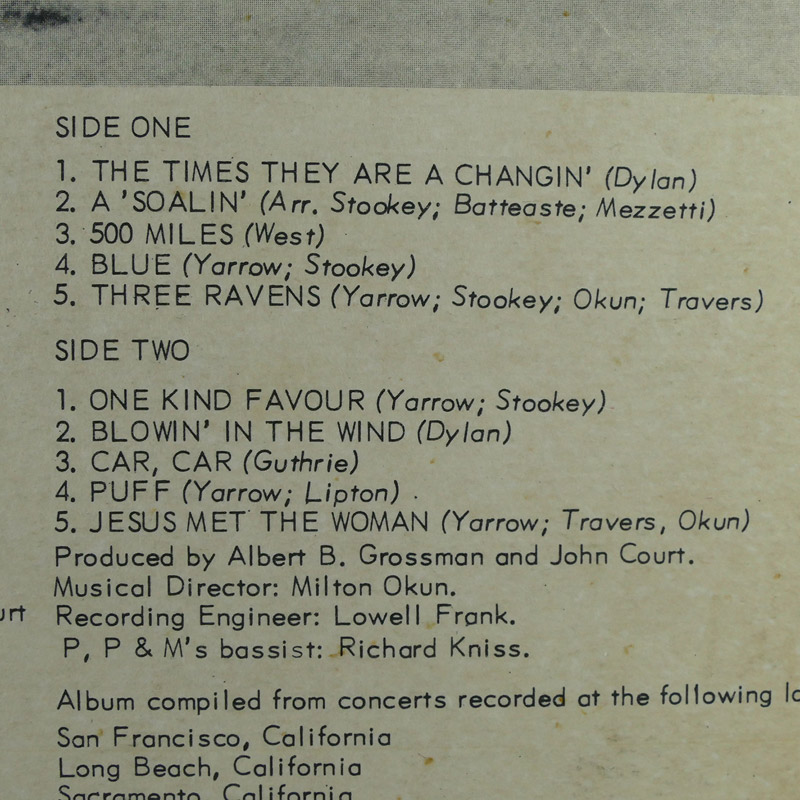 SIDE ONE
1. THE TIMES THEY ARE A CHANGIN' (Dylan)
2. A 'SOALIN' (Arr. Stookey; Batteaste; Mezzetti)
3. 500 MILES (West)
4. BLUE (Yarrow; Stookey)
5. THREE RAVENS (Yarrow; Stookey; Okun; Travers)
SIDE TWO
1. ONE KIND FAVOUR (Yarrow; Stookey)
2. BLOWIN' IN THE WIND (Dylan)
3. CAR, CAR (Guthrie)
4. PUFF (Yarrow; Lipton)
5. JESUS MET THE WOMAN (Yarrow; Travers, Okun)
Produced by Albert B. Grossman and John Court.
Musical Director: Milton Okun.
Recording Engineer: Lowell Frank.
P, P & M's bassist: Richard Kniss.
Album compiled from concerts recorded at the following
San Francisco, California
Long Beach, California
Sacramento, California